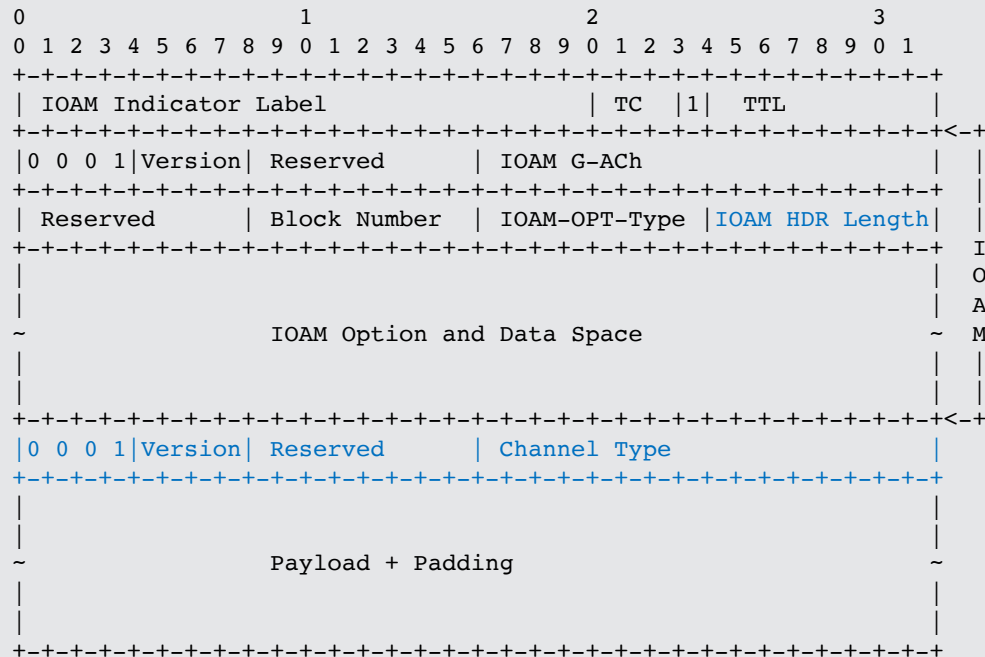 0                   1                   2                   3
0 1 2 3 4 5 6 7 8 9 0 1 2 3 4 5 6 7 8 9 0 1 2 3 4 5 6 7 8 9 0 1
+-+-+-+-+-+-+-+-+-+-+-+-+-+-+-+-+-+-+-+-+-+-+-+-+-+-+-+-+-+-+-+-+
| IOAM Indicator Label                  | TC  |1|  TTL          |
+-+-+-+-+-+-+-+-+-+-+-+-+-+-+-+-+-+-+-+-+-+-+-+-+-+-+-+-+-+-+-+-+<-+
|0 0 0 1|Version| Reserved      | IOAM G-ACh                    |  |
+-+-+-+-+-+-+-+-+-+-+-+-+-+-+-+-+-+-+-+-+-+-+-+-+-+-+-+-+-+-+-+-+  |
| Reserved      | Block Number  | IOAM-OPT-Type |IOAM HDR Length|  |
+-+-+-+-+-+-+-+-+-+-+-+-+-+-+-+-+-+-+-+-+-+-+-+-+-+-+-+-+-+-+-+-+  I
|                                                               |  O
|                                                               |  A
~                 IOAM Option and Data Space                    ~  M
|                                                               |  |
|                                                               |  |
+-+-+-+-+-+-+-+-+-+-+-+-+-+-+-+-+-+-+-+-+-+-+-+-+-+-+-+-+-+-+-+-+<-+
|0 0 0 1|Version| Reserved      | Channel Type                  |
+-+-+-+-+-+-+-+-+-+-+-+-+-+-+-+-+-+-+-+-+-+-+-+-+-+-+-+-+-+-+-+-+
|                                                               |
|                                                               |
~                 Payload + Padding                             ~
|                                                               |
|                                                               |
+-+-+-+-+-+-+-+-+-+-+-+-+-+-+-+-+-+-+-+-+-+-+-+-+-+-+-+-+-+-+-+-+